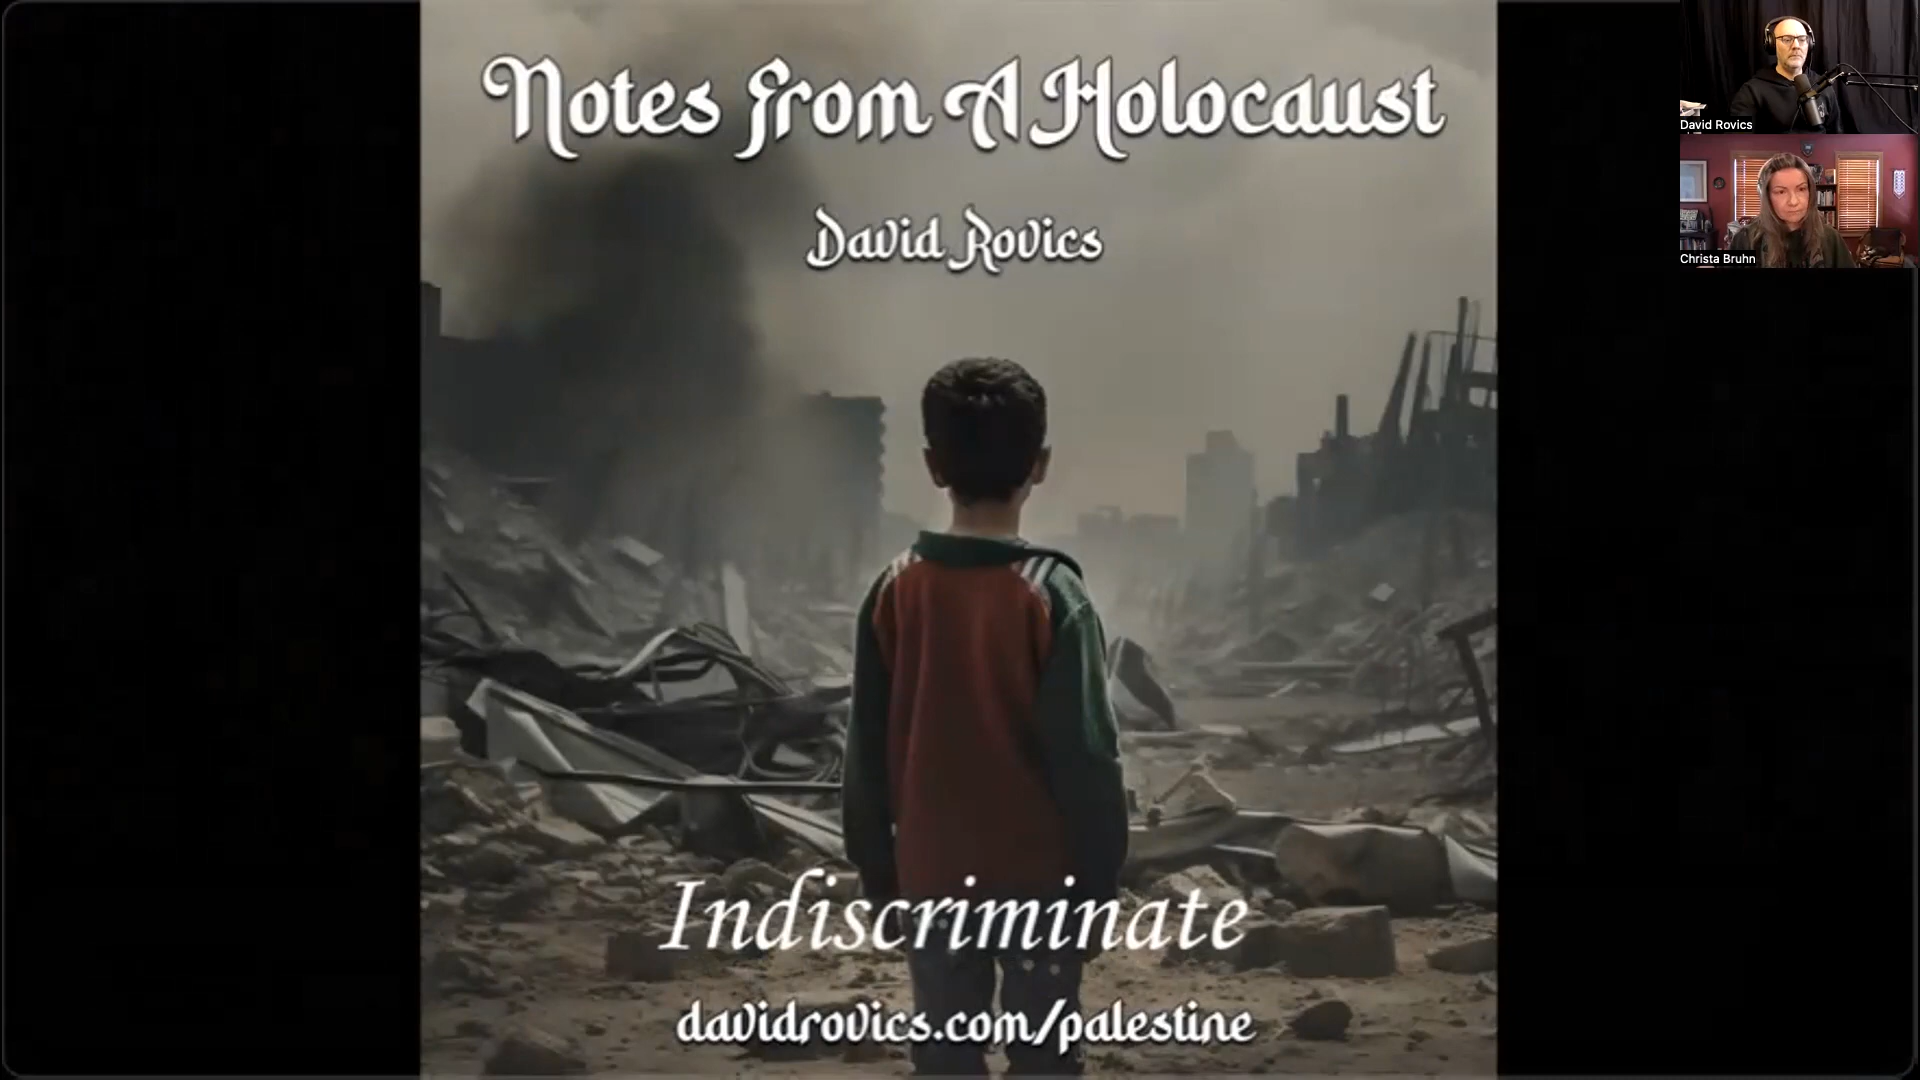 Notes from A Holocaust
David Rovics
Indiscriminate
davidrovics.com/palestine
David Rovics
Christa Bruhn